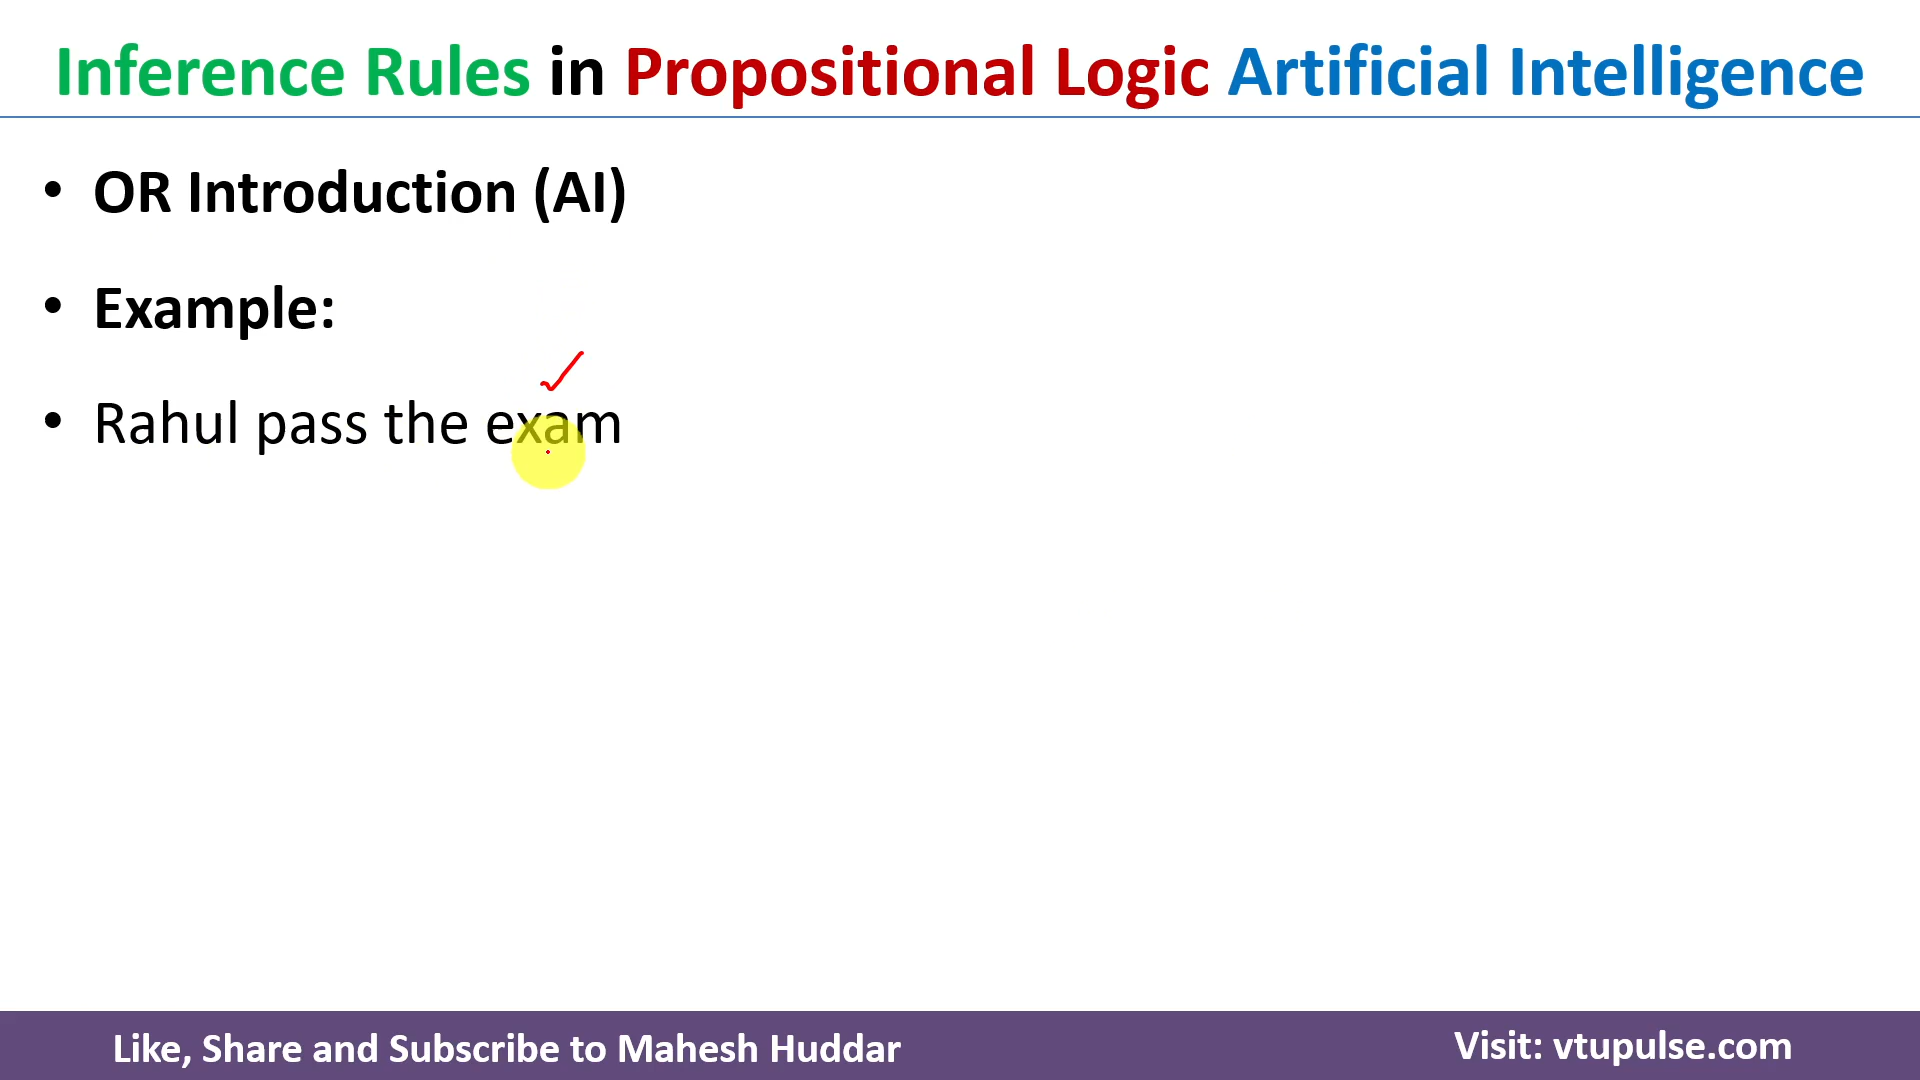 Inference Rules in Propositional Logic Artificial Intelligence
• OR Introduction (AI)
• Example:
• Rahul pass the exam
Like, Share and Subscribe to Mahesh Huddar
Visit: vtupulse.com